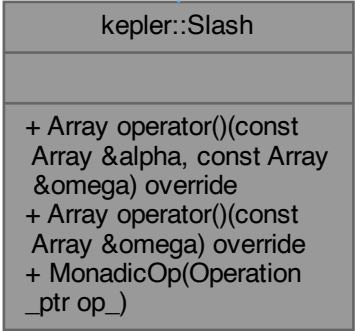 kepler::Slash
+ Array operator()(const
Array &alpha, const Array
&omega) override
+ Array operator()(const
Array &omega) override
+ MonadicOp(Operation
_ptr op_)